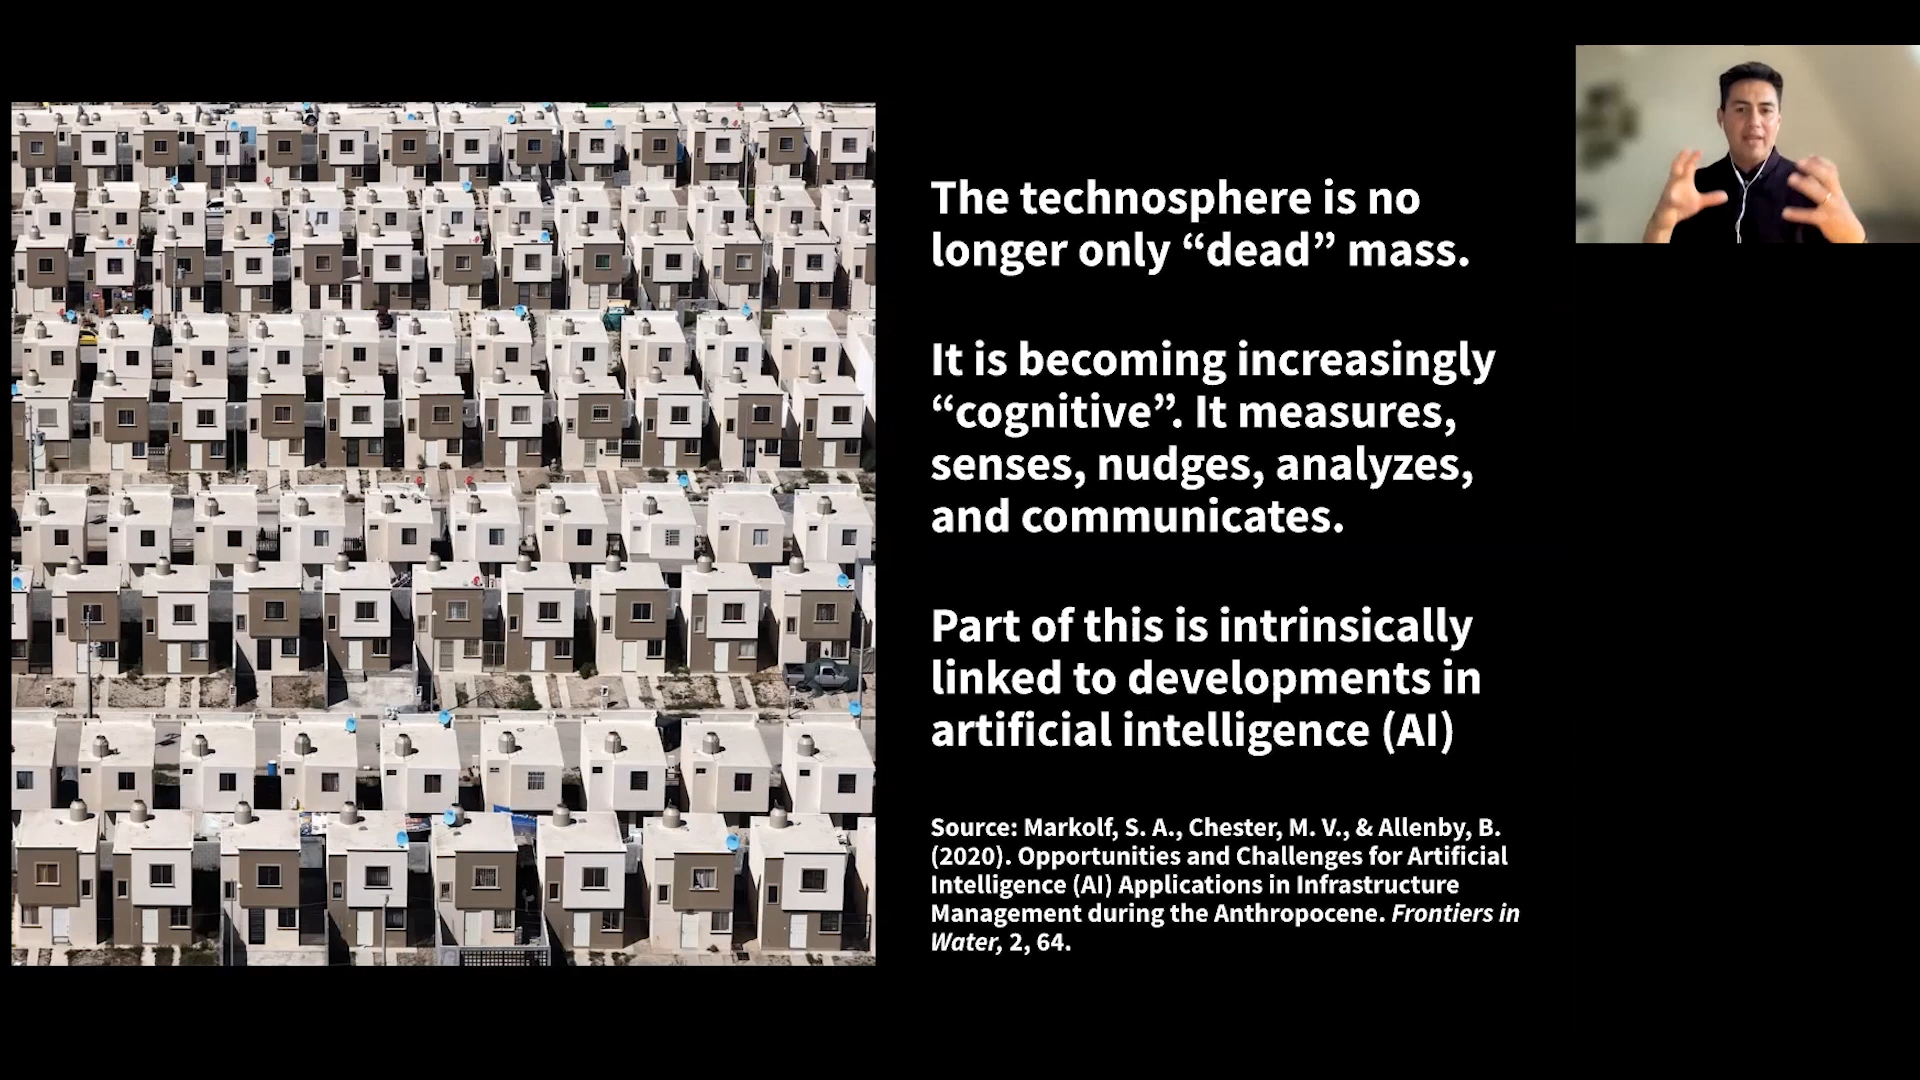 The technosphere is no
longer only “dead” mass.
It is becoming increasingly
“cognitive”. It measures,
senses, nudges, analyzes,
and communicates.
Part of this is intrinsically
linked to developments in
artificial intelligence (AI)
Source: Markolf, S. A., Chester, M. V., & Allenby, B.
(2020). Opportunities and Challenges for Artificial
Intelligence (AI) Applications in Infrastructure
Management during the Anthropocene. Frontiers in
Water, 2, 64.